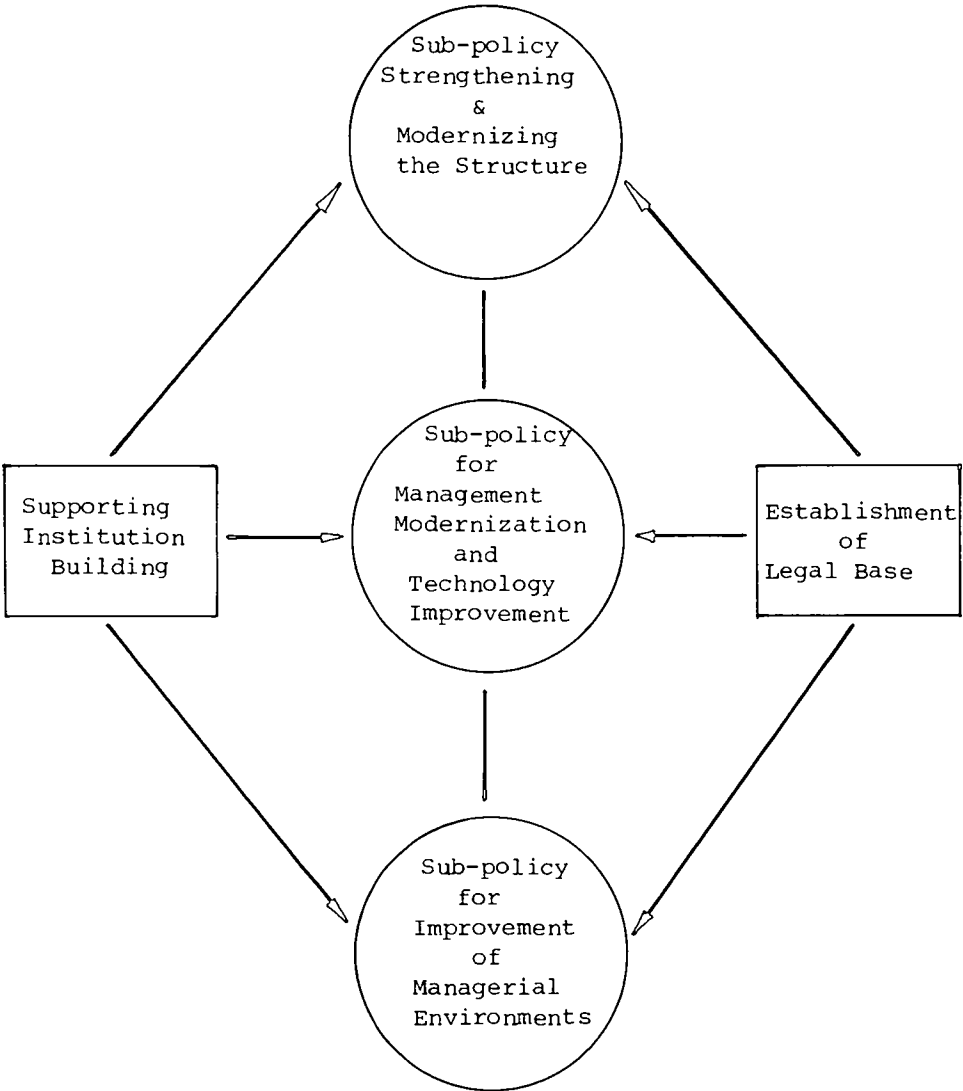 Sub-policy
Strengthening
&
Modernizing
the Structure
Supporting
Institution
Building
Sub-policy
for
Management
Modernization
and
Technology
Improvement
Establishment
of
Legal Base
Sub-policy
for
Improvement
of
Managerial
Environments